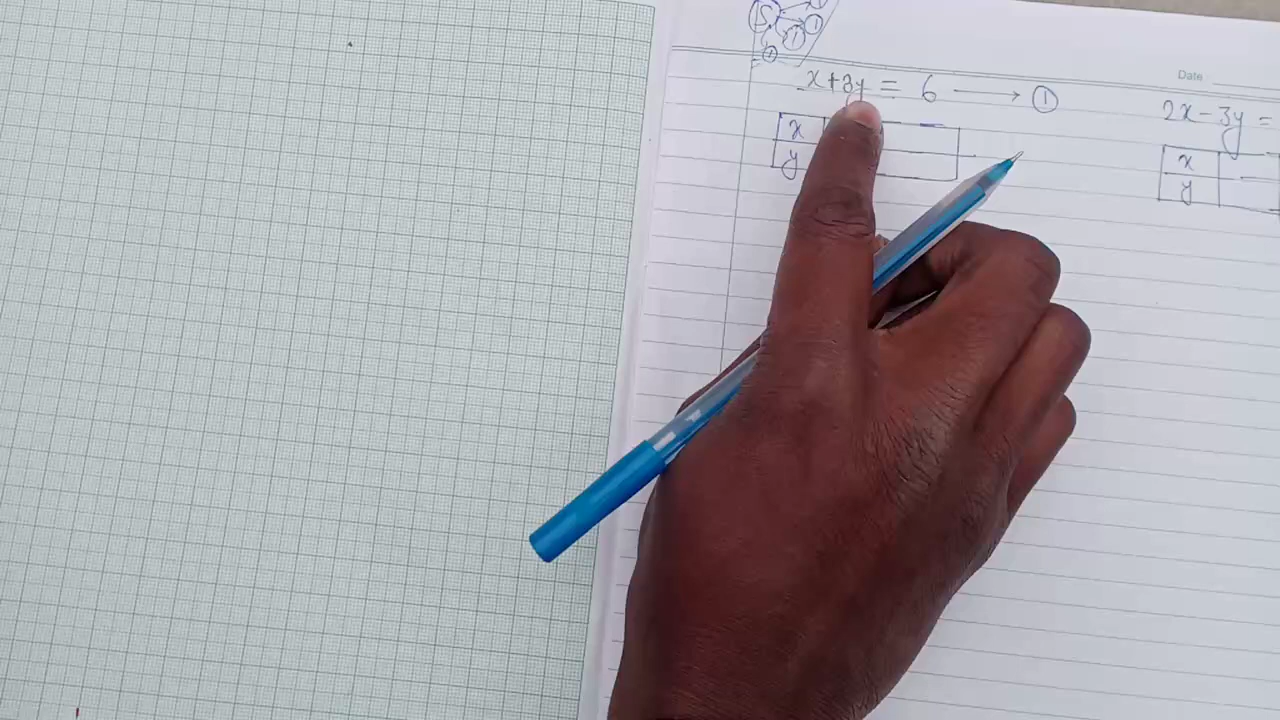 x+3y = 6 ⟶ ①
2x-3y =
x
y
x
y
Date